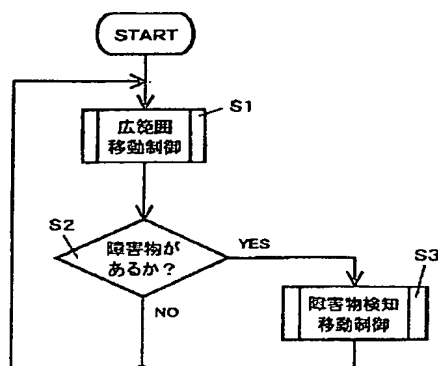 START
S1
広範囲
移動制御
S2
障害物が
あるか？
YES
NO
S3
障害物検知
移動制御